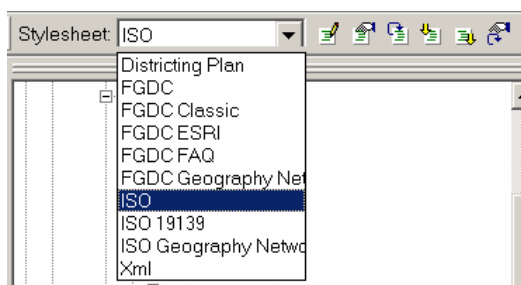 Stylesheet: ISO
Districting Plan
FGDC
FGDC Classic
FGDC ESRI
FGDC FAQ
FGDC Geography Net
ISO
ISO 19139
ISO Geography Netwo
Xml